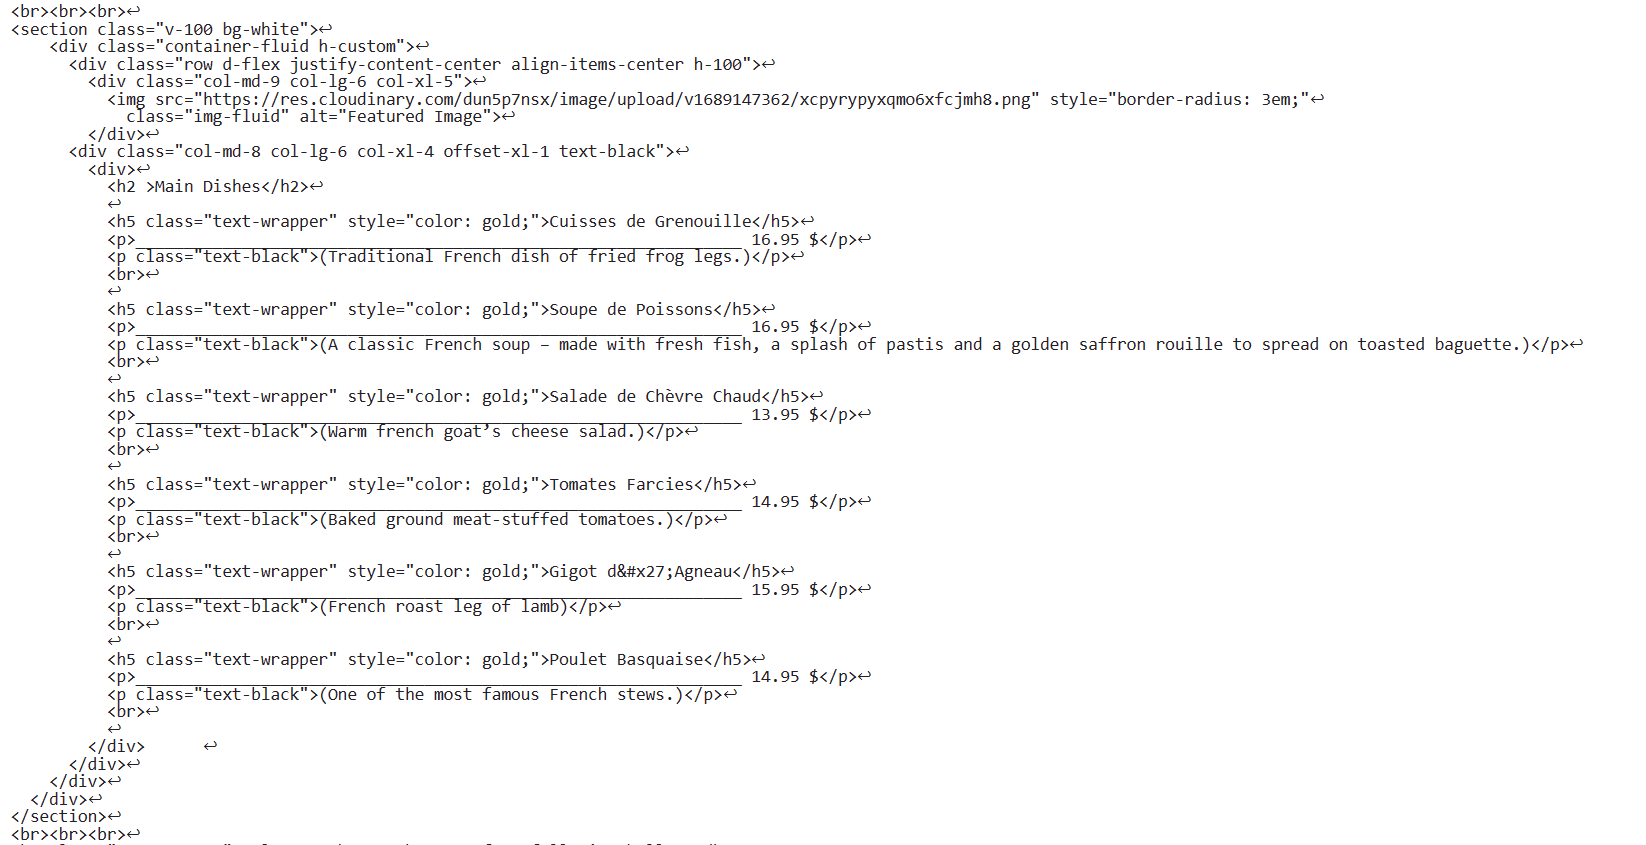 <br><br><br>↩
<section class="v-100 bg-white">↩
<div class="container-fluid h-custom">↩
<div class="row d-flex justify-content-center align-items-center h-100">↩
<div class="col-md-9 col-lg-6 col-xl-5">↩
<img src="https://res.cloudinary.com/dun5p7nsx/image/upload/v1689147362/xcpyrypyxqmo6xfcjmh8.png" style="border-radius: 3em;"↩
class="img-fluid" alt="Featured Image">↩
</div>↩
<div class="col-md-8 col-lg-6 col-xl-4 offset-xl-1 text-black">↩
<div>↩
<h2 >Main Dishes</h2>↩
↩
<h5 class="text-wrapper" style="color: gold;">Cuisses de Grenouille</h5>↩
<p>_______________________________________________________________ 16.95 $</p>↩
<p class="text-black">(Traditional French dish of fried frog legs.)</p>↩
<br>↩
↩
<h5 class="text-wrapper" style="color: gold;">Soupe de Poissons</h5>↩
<p>_______________________________________________________________ 16.95 $</p>↩
<p class="text-black">(A classic French soup – made with fresh fish, a splash of pastis and a golden saffron rouille to spread on toasted baguette.)</p>↩
<br>↩
↩
<h5 class="text-wrapper" style="color: gold;">Salade de Chèvre Chaud</h5>↩
<p>_______________________________________________________________ 13.95 $</p>↩
<p class="text-black">(Warm french goat’s cheese salad.)</p>↩
<br>↩
↩
<h5 class="text-wrapper" style="color: gold;">Tomates Farcies</h5>↩
<p>_______________________________________________________________ 14.95 $</p>↩
<p class="text-black">(Baked ground meat-stuffed tomatoes.)</p>↩
<br>↩
↩
<h5 class="text-wrapper" style="color: gold;">Gigot d&#x27;Agneau</h5>↩
<p>_______________________________________________________________ 15.95 $</p>↩
<p class="text-black">(French roast leg of lamb)</p>↩
<br>↩
↩
<h5 class="text-wrapper" style="color: gold;">Poulet Basquaise</h5>↩
<p>_______________________________________________________________ 14.95 $</p>↩
<p class="text-black">(One of the most famous French stews.)</p>↩
<br>↩
↩
</div> ↩
</div>↩
</div>↩
</div>↩
</section>↩
<br><br><br>↩